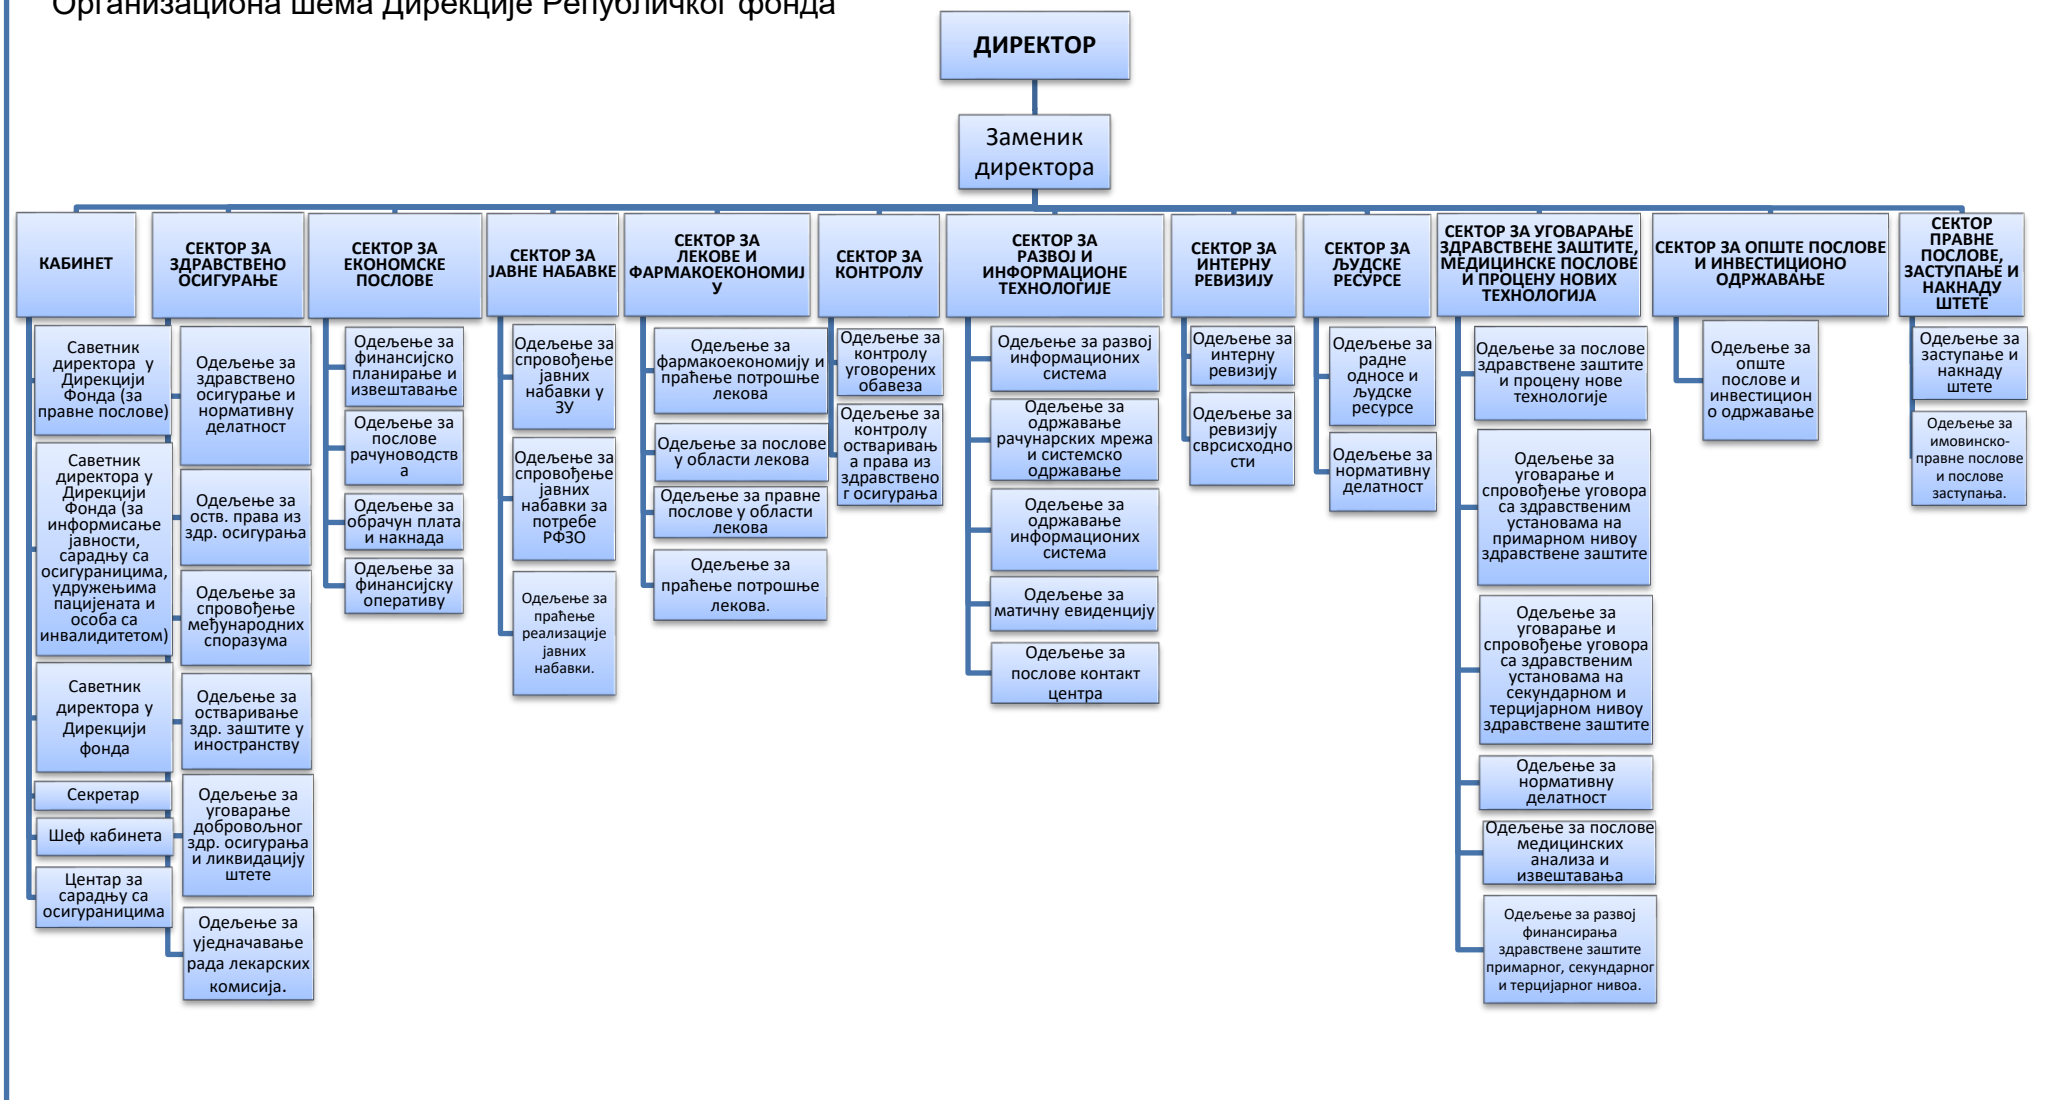 Организациона шема Дирекције Републичког фонда
ДИРЕКТОР
Заменик
директора
КАБИНЕТ
Саветник
директора у
Дирекцији
Фонда (за
правне послове)
Саветник
директора у
Дирекцији
Фонда (за
информисање
јавности,
сарадњу са
осигураницима,
удружењима
пацијената и
особа са
инвалидитетом)
Саветник
директора у
Дирекцији
фонда
Секретар
Шеф кабинета
Центар за
сарадњу са
осигураницима
СЕКТОР ЗА
ЗДРАВСТВЕНО
ОСИГУРАЊЕ
Одељење за
здравствено
осигурање и
нормативну
делатност
Одељење за
оств. права из
здр. осигурања
Одељење за
спровођење
међународних
споразума
Одељење за
остваривање
здр. заштите у
иностранству
Одељење за
уговарање
добровољног
здр. осигурања
и ликвидацију
штете
Одељење за
уједначавање
рада лекарских
комисија.
СЕКТОР ЗА
ЕКОНОМСКЕ
ПОСЛОВЕ
Одељење за
финансијско
планирање и
извештавање
Одељење за
послове
рачуноводств
а
Одељење за
обрачун плата
и накнада
Одељење за
финансијску
оперативу
СЕКТОР ЗА
ЈАВНЕ НАБАВКЕ
Одељење за
спровођење
јавних
набавки у
ЗУ
Одељење за
спровођење
јавних
набавки за
потребе
РФЗО
Одељење за
праћење
реализације
јавних
набавки.
СЕКТОР ЗА
ЛЕКОВЕ И
ФАРМАКОЕКОНОМИЈ
У
Одељење за
фармакоекономију и
праћење потрошње
лекова
Одељење за послове
у области лекова
Одељење за правне
послове у области
лекова
Одељење за
праћење потрошње
лекова.
СЕКТОР ЗА
КОНТРОЛУ
Одељење за
контролу
уговорених
обавеза
Одељење за
контролу
остваривањ
а права из
здравствено
г осигурања
СЕКТОР ЗА
РАЗВОЈ И
ИНФОРМАЦИОНЕ
ТЕХНОЛОГИЈЕ
Одељење за развој
информационих
система
Одељење за
одржавање
рачунарских мрежа
и системско
одржавање
Одељење за
одржавање
информационих
система
Одељење за
матичну евиденцију
Одељење за
послове контакт
центра
СЕКТОР ЗА
ИНТЕРНУ
РЕВИЗИЈУ
Одељење за
интерну
ревизију
Одељење за
ревизију
сврсисходно
сти
СЕКТОР ЗА
ЉУДСКЕ
РЕСУРСЕ
Одељење за
радне
односе и
људске
ресурсе
Одељење за
нормативну
делатност
СЕКТОР ЗА УГОВАРАЊЕ
ЗДРАВСТВЕНЕ ЗАШТИТЕ,
МЕДИЦИНСКЕ ПОСЛОВЕ
И ПРОЦЕНУ НОВИХ
ТЕХНОЛОГИЈА
Одељење за послове
здравствене заштите
и процену нове
технологије
Одељење за
уговарање и
спровођење уговора
са здравственим
установама на
примарном нивоу
здравствене заштите
Одељење за
уговарање и
спровођење уговора
са здравственим
установама на
секундарном и
терцијарном нивоу
здравствене заштите
Одељење за
нормативну
делатност
Одељење за послове
медицинских
анализа и
извештавања
Одељење за развој
финансирања
здравствене заштите
примарног, секундарног
и терцијарног нивоа.
СЕКТОР ЗА ОПШТЕ ПОСЛОВЕ
И ИНВЕСТИЦИОНО
ОДРЖАВАЊЕ
Одељење за
опште
послове и
инвестицион
о одржавање
СЕКТОР
ПРАВНЕ
ПОСЛОВЕ,
ЗАСТУПАЊЕ И
НАКНАДУ
ШТЕТЕ
Одељење за
заступање и
накнаду
штете
Одељење за
имовинско-
правне послове
и послове
заступања.